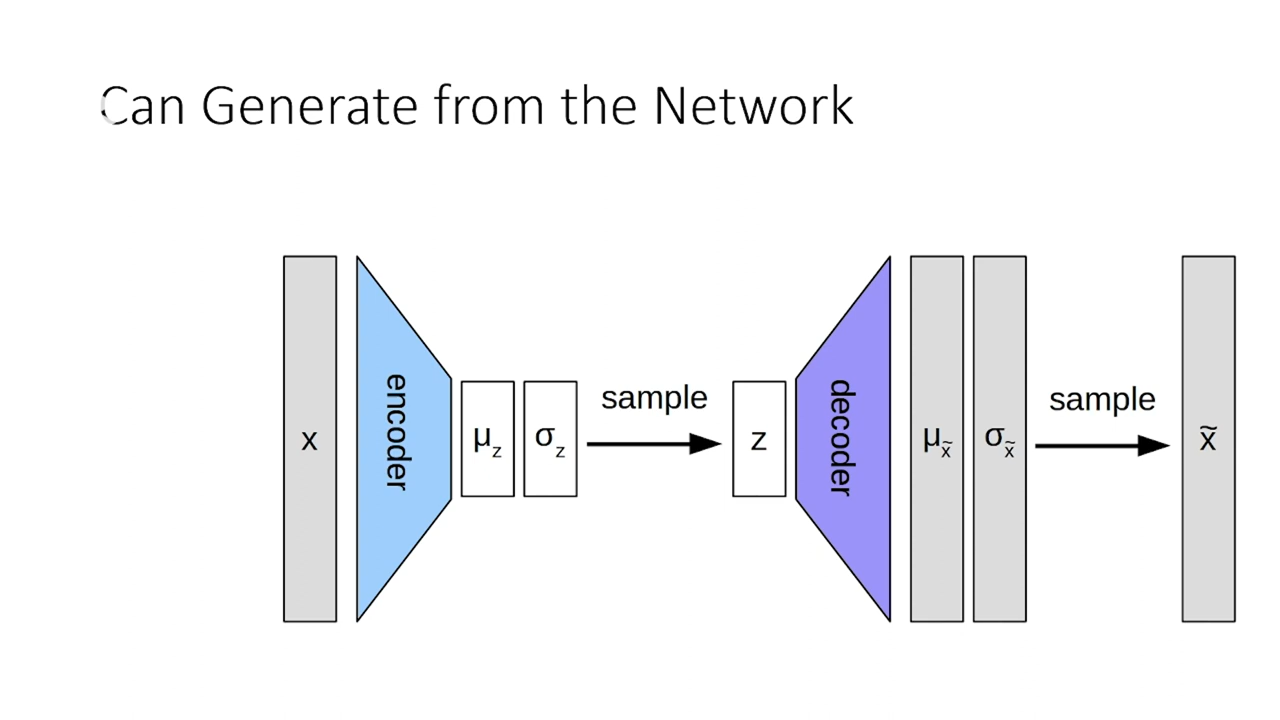 Can Generate from the Network
x
encoder
μz
σz
sample
z
decoder
μx̃
σx̃
sample
x̃